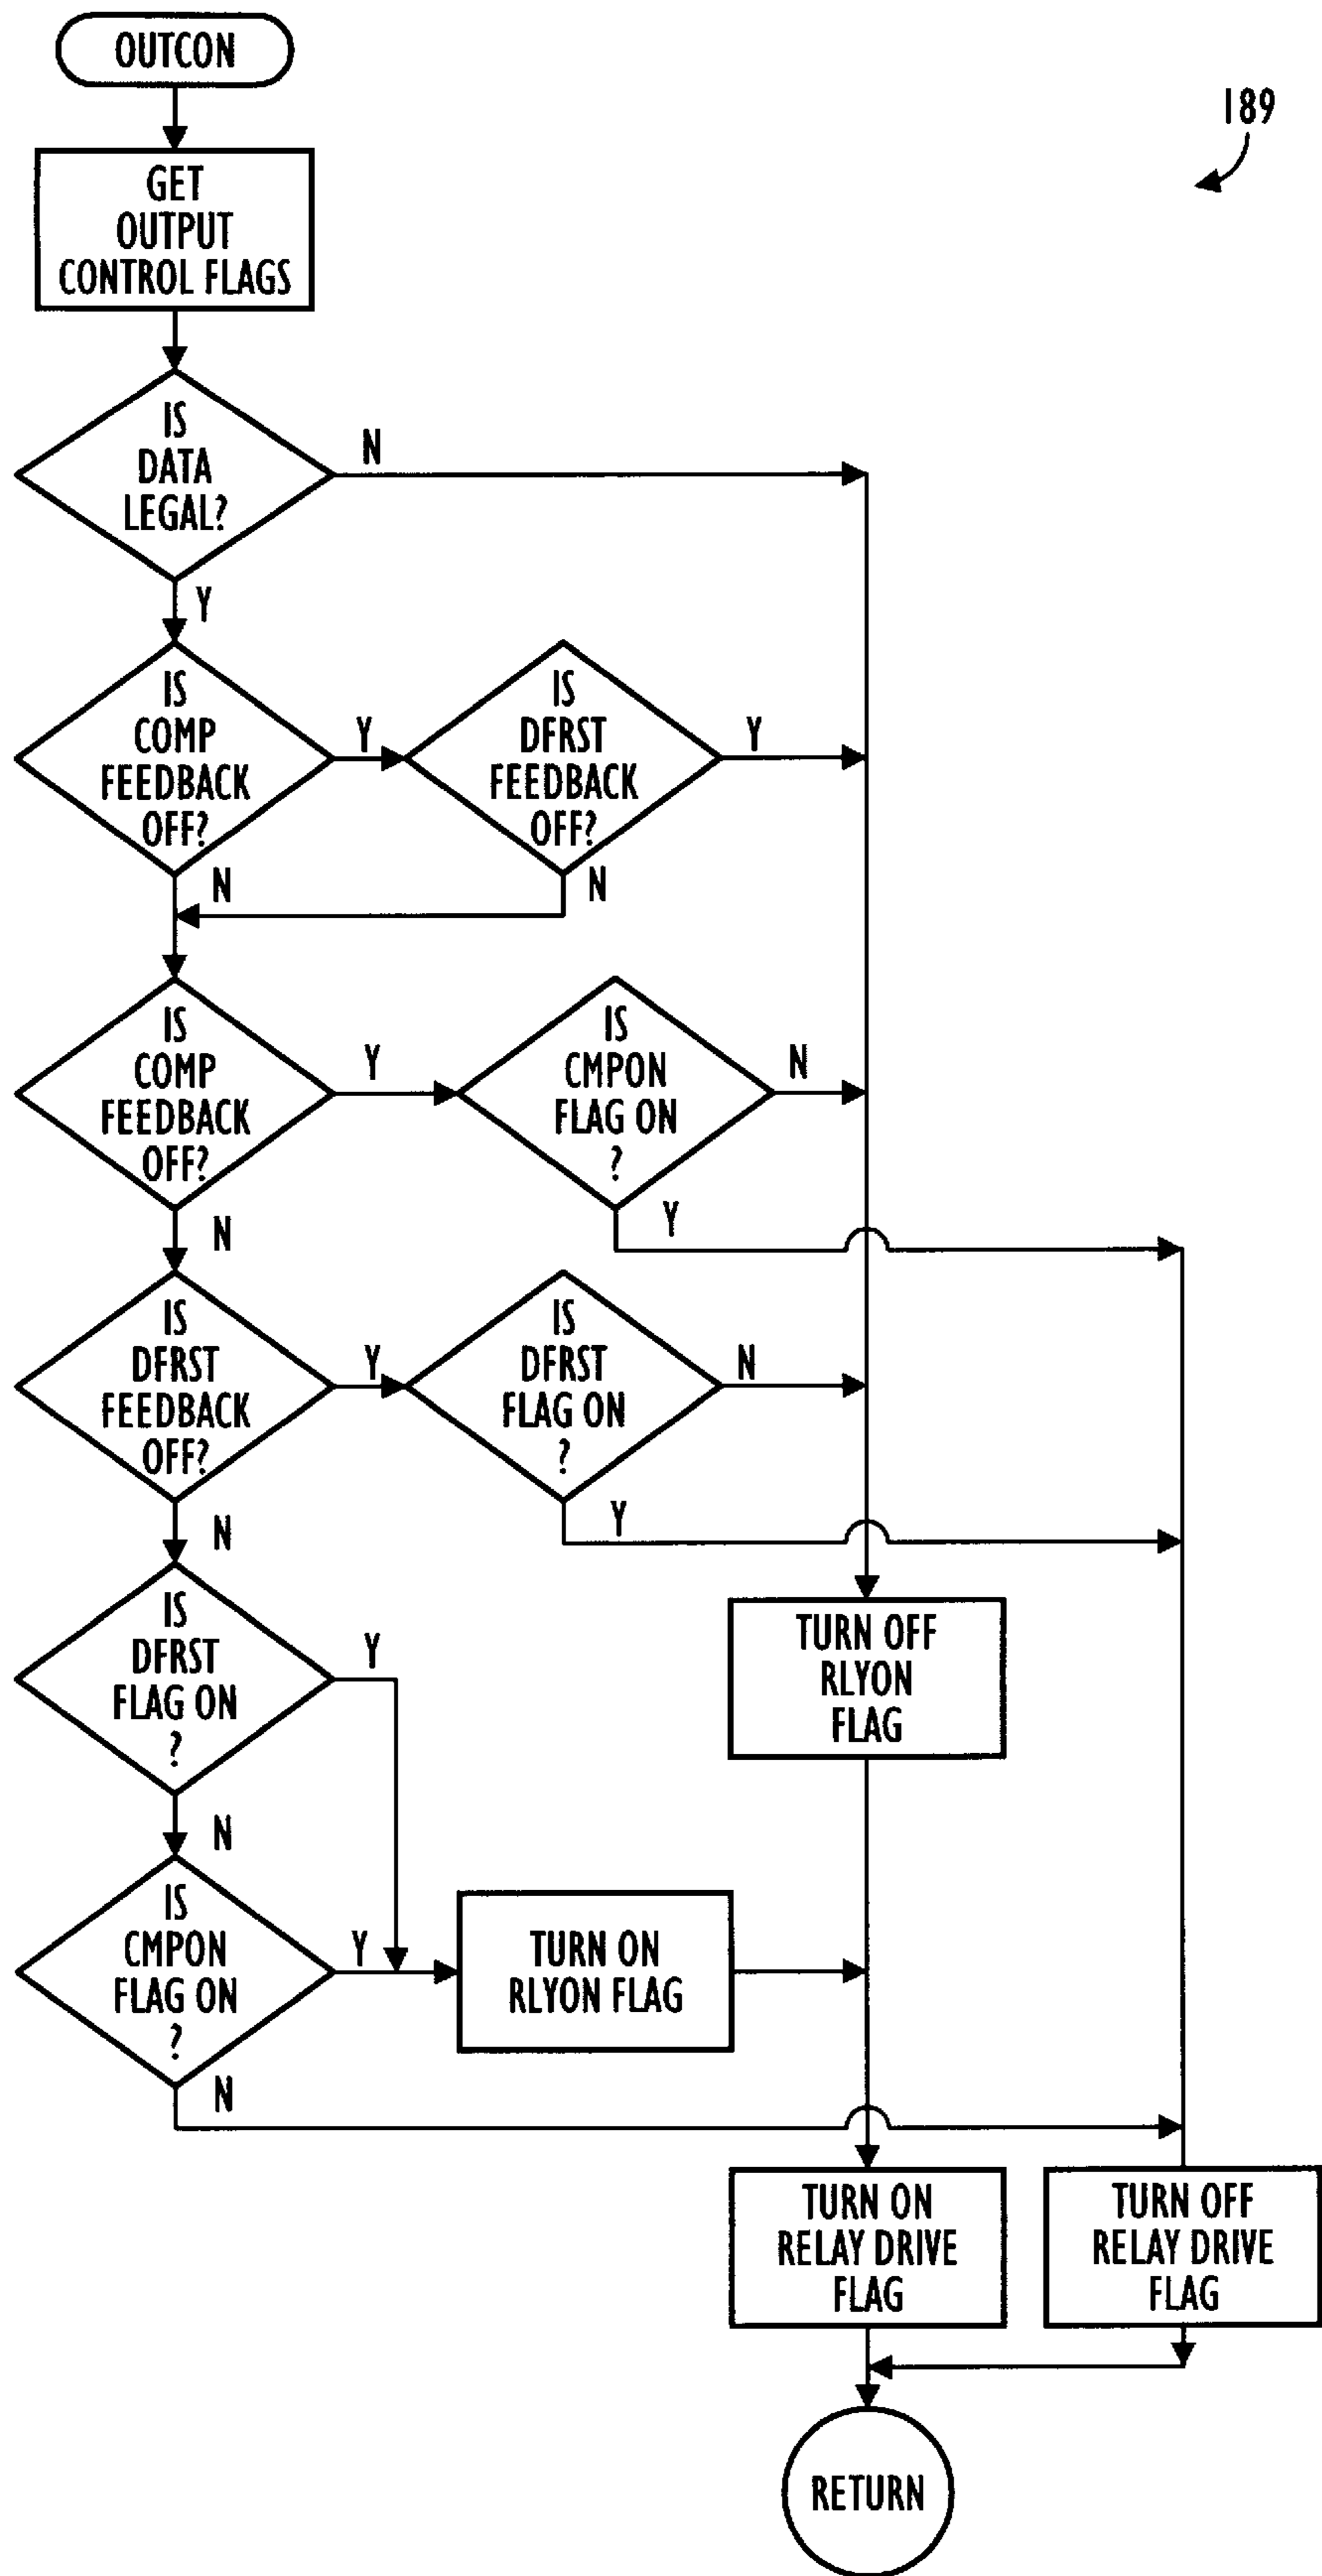 OUTCON
189
GET
OUTPUT
CONTROL FLAGS
IS
DATA
LEGAL?
N
Y
IS
COMP
FEEDBACK
OFF?
Y
N
IS
DFRST
FEEDBACK
OFF?
Y
N
IS
COMP
FEEDBACK
OFF?
Y
N
IS
CMPON
FLAG ON
?
N
Y
IS
DFRST
FEEDBACK
OFF?
Y
N
IS
DFRST
FLAG ON
?
N
Y
IS
DFRST
FLAG ON
?
Y
N
TURN OFF
RLYON
FLAG
IS
CMPON
FLAG ON
?
Y
N
TURN ON
RLYON FLAG
TURN ON
RELAY DRIVE
FLAG
TURN OFF
RELAY DRIVE
FLAG
RETURN